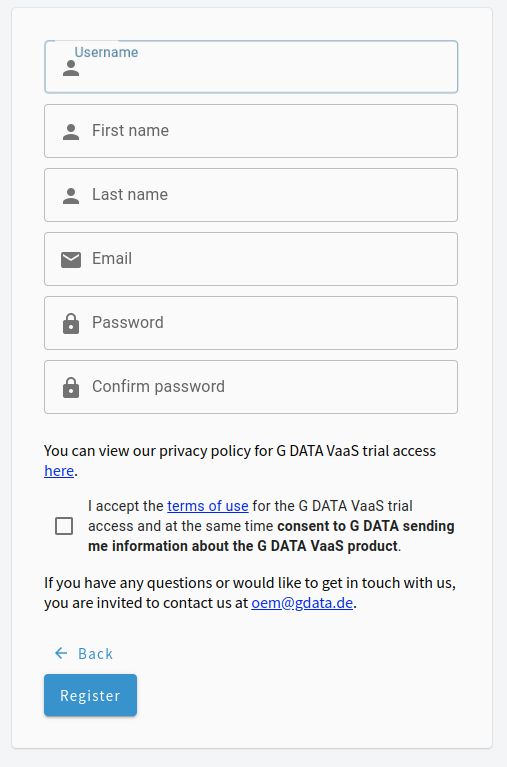 Username
First name
Last name
Email
Password
Confirm password
You can view our privacy policy for G DATA VaaS trial access
here.
I accept the terms of use for the G DATA VaaS trial
access and at the same time consent to G DATA sending
me information about the G DATA VaaS product.
If you have any questions or would like to get in touch with us,
you are invited to contact us at oem@gdata.de.
Back
Register